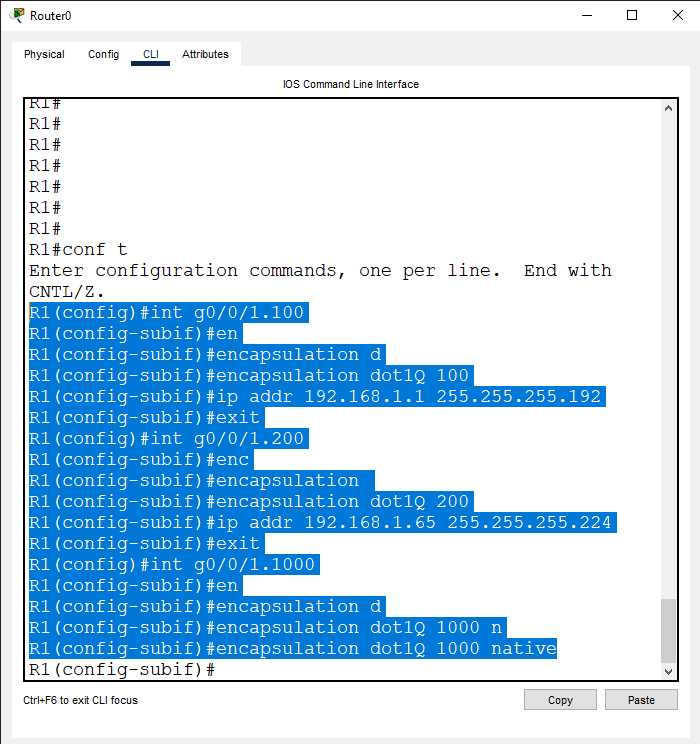 Router0
Physical Config CLI Attributes
IOS Command Line Interface
R1#
R1#
R1#
R1#
R1#
R1#
R1#
R1#conf t
Enter configuration commands, one per line.  End with
CNTL/Z.
R1(config)#int g0/0/1.100
R1(config-subif)#en
R1(config-subif)#encapsulation d
R1(config-subif)#encapsulation dot1Q 100
R1(config-subif)#ip addr 192.168.1.1 255.255.255.192
R1(config-subif)#exit
R1(config)#int g0/0/1.200
R1(config-subif)#enc
R1(config-subif)#encapsulation
R1(config-subif)#encapsulation dot1Q 200
R1(config-subif)#ip addr 192.168.1.65 255.255.255.224
R1(config-subif)#exit
R1(config)#int g0/0/1.1000
R1(config-subif)#en
R1(config-subif)#encapsulation d
R1(config-subif)#encapsulation dot1Q 1000 n
R1(config-subif)#encapsulation dot1Q 1000 native
R1(config-subif)#
Ctrl+F6 to exit CLI focus
Copy Paste